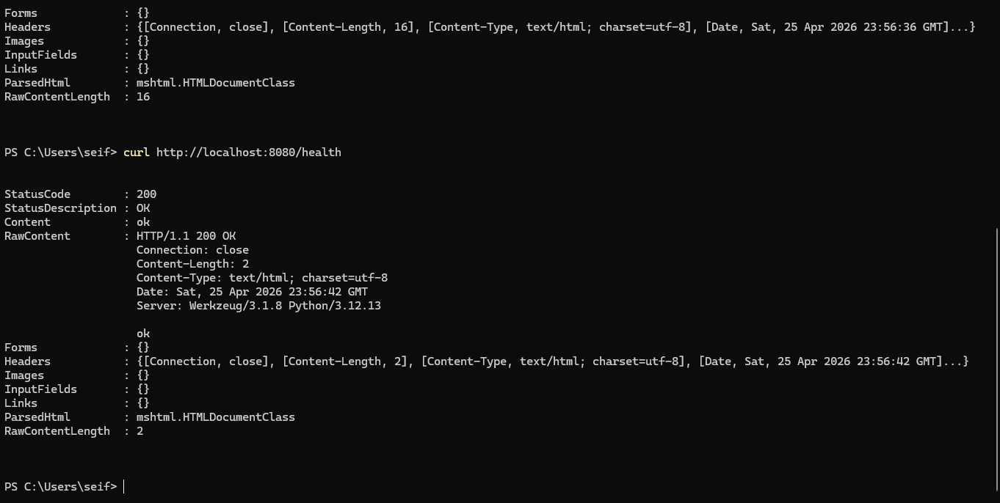 Forms             : {}
Headers           : {[Connection, close], [Content-Length, 16], [Content-Type, text/html; charset=utf-8], [Date, Sat, 25 Apr 2026 23:56:36 GMT]...}
Images            : {}
InputFields       : {}
Links             : {}
ParsedHtml        : mshtml.HTMLDocumentClass
RawContentLength  : 16
PS C:\Users\seif> curl http://localhost:8080/health
StatusCode        : 200
StatusDescription : OK
Content           : ok
RawContent        : HTTP/1.1 200 OK
                    Connection: close
                    Content-Length: 2
                    Content-Type: text/html; charset=utf-8
                    Date: Sat, 25 Apr 2026 23:56:42 GMT
                    Server: Werkzeug/3.1.8 Python/3.12.13
                    ok
Forms             : {}
Headers           : {[Connection, close], [Content-Length, 2], [Content-Type, text/html; charset=utf-8], [Date, Sat, 25 Apr 2026 23:56:42 GMT]...}
Images            : {}
InputFields       : {}
Links             : {}
ParsedHtml        : mshtml.HTMLDocumentClass
RawContentLength  : 2
PS C:\Users\seif>